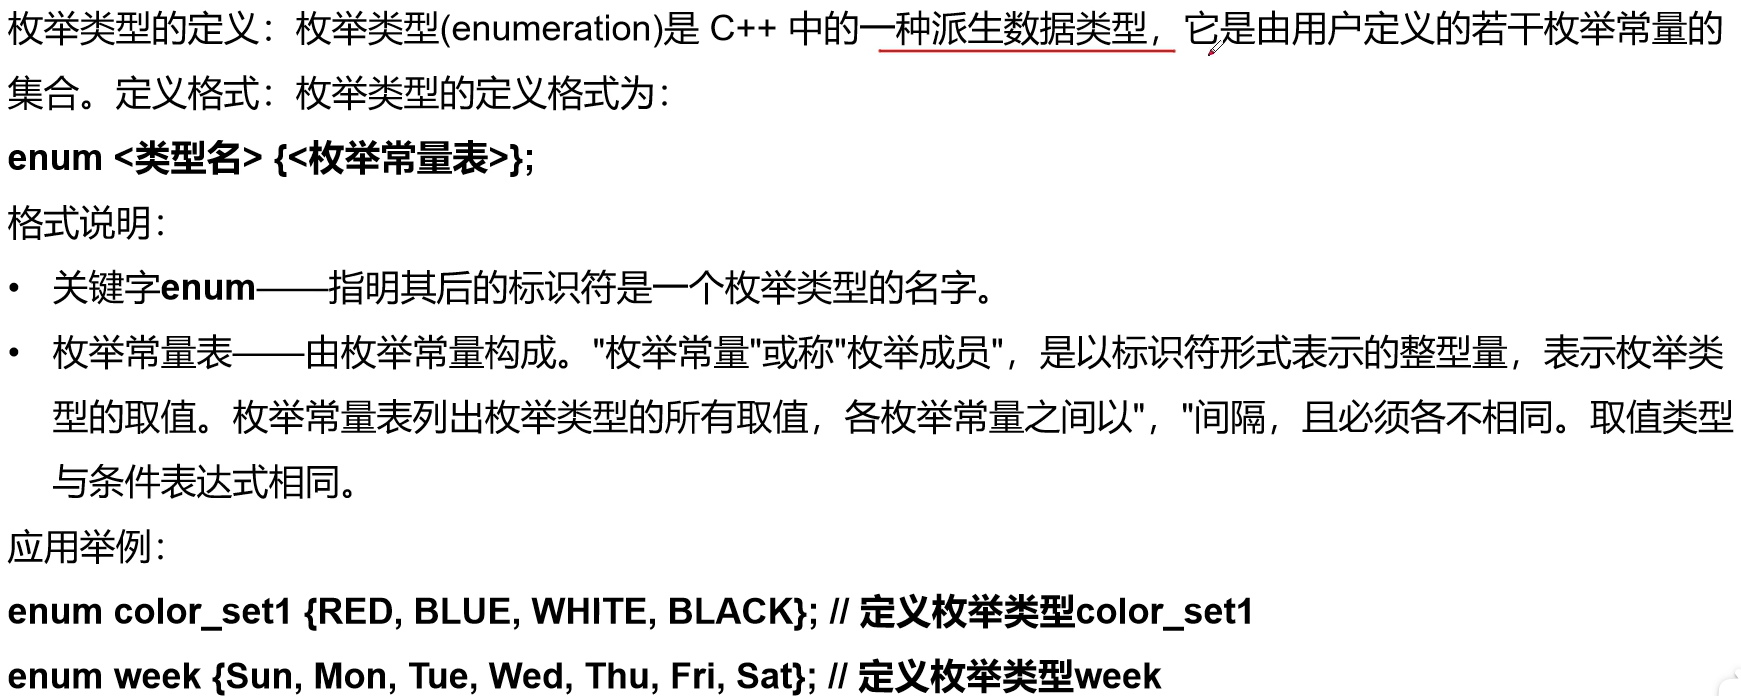 枚举类型的定义：枚举类型(enumeration)是 C++ 中的一种派生数据类型，它是由用户定义的若干枚举常量的
集合。定义格式：枚举类型的定义格式为：
enum <类型名> {<枚举常量表>};
格式说明：
• 关键字enum——指明其后的标识符是一个枚举类型的名字。
• 枚举常量表——由枚举常量构成。"枚举常量"或称"枚举成员"，是以标识符形式表示的整型量，表示枚举类
型的取值。枚举常量表列出枚举类型的所有取值，各枚举常量之间以"，"间隔，且必须各不相同。取值类型
与条件表达式相同。
应用举例：
enum color_set1 {RED, BLUE, WHITE, BLACK}; // 定义枚举类型color_set1
enum week {Sun, Mon, Tue, Wed, Thu, Fri, Sat}; // 定义枚举类型week